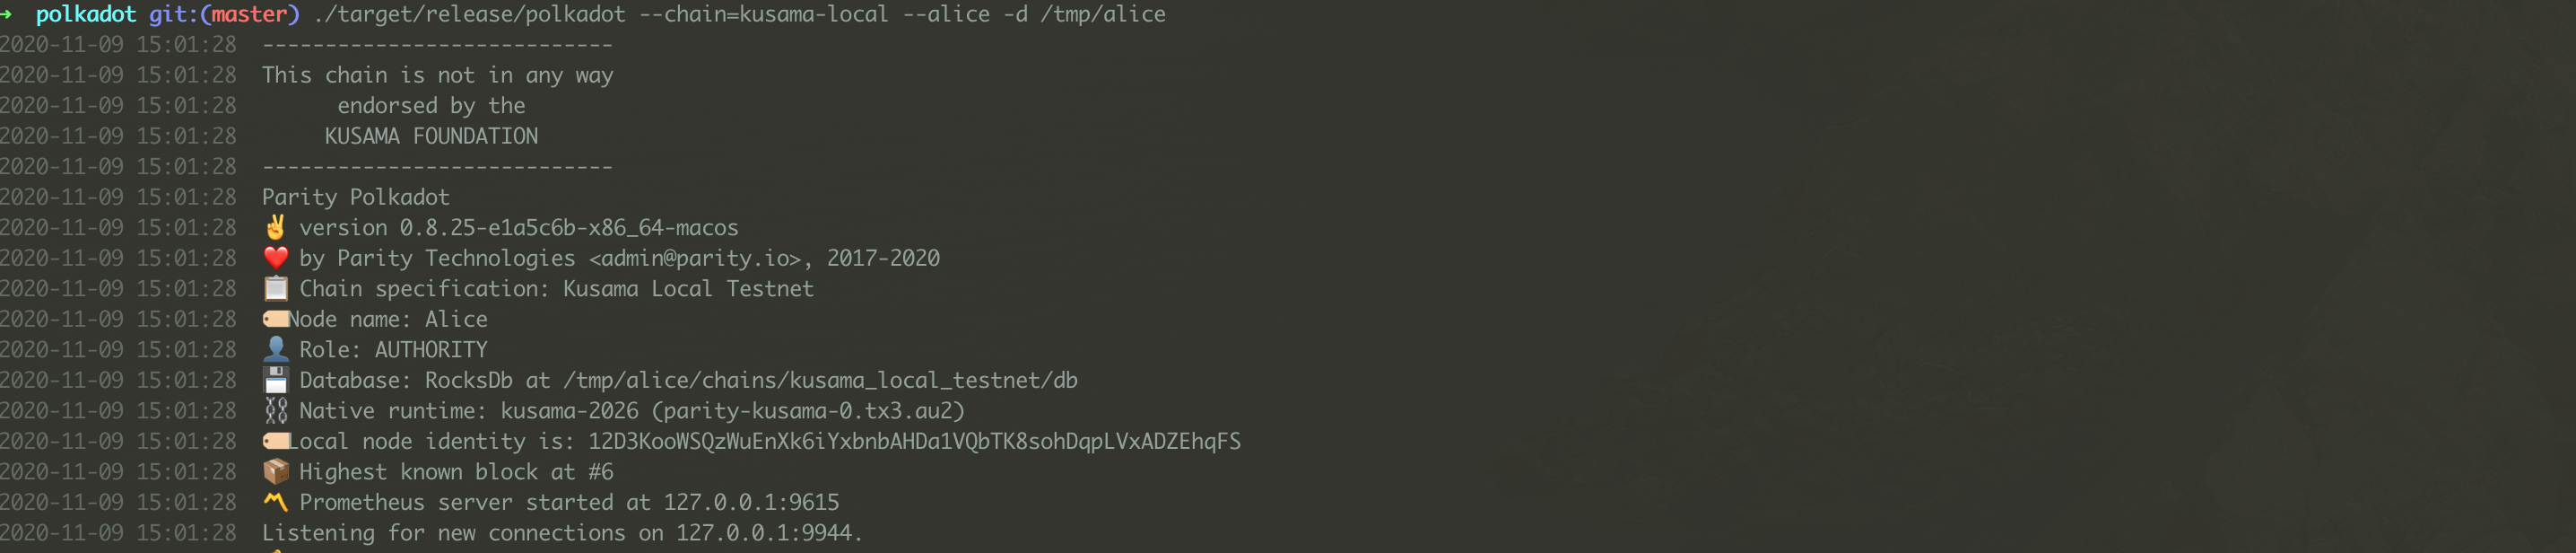 ➜ polkadot git:(master) ./target/release/polkadot --chain=kusama-local --alice -d /tmp/alice
2020-11-09 15:01:28 ----------------------------
2020-11-09 15:01:28 This chain is not in any way
2020-11-09 15:01:28       endorsed by the
2020-11-09 15:01:28      KUSAMA FOUNDATION
2020-11-09 15:01:28 ----------------------------
2020-11-09 15:01:28 Parity Polkadot
2020-11-09 15:01:28 ✌️ version 0.8.25-e1a5c6b-x86_64-macos
2020-11-09 15:01:28 ❤️ by Parity Technologies <admin@parity.io>, 2017-2020
2020-11-09 15:01:28 📋 Chain specification: Kusama Local Testnet
2020-11-09 15:01:28 🏷 Node name: Alice
2020-11-09 15:01:28 👤 Role: AUTHORITY
2020-11-09 15:01:28 💾 Database: RocksDb at /tmp/alice/chains/kusama_local_testnet/db
2020-11-09 15:01:28 ⛓ Native runtime: kusama-2026 (parity-kusama-0.tx3.au2)
2020-11-09 15:01:28 🏷 Local node identity is: 12D3KooWSQzWuEnXk6iYxbnbAHDa1VQbTK8sohDqpLVxADZEhqFS
2020-11-09 15:01:28 📦 Highest known block at #6
2020-11-09 15:01:28 〽️ Prometheus server started at 127.0.0.1:9615
2020-11-09 15:01:28 Listening for new connections on 127.0.0.1:9944.